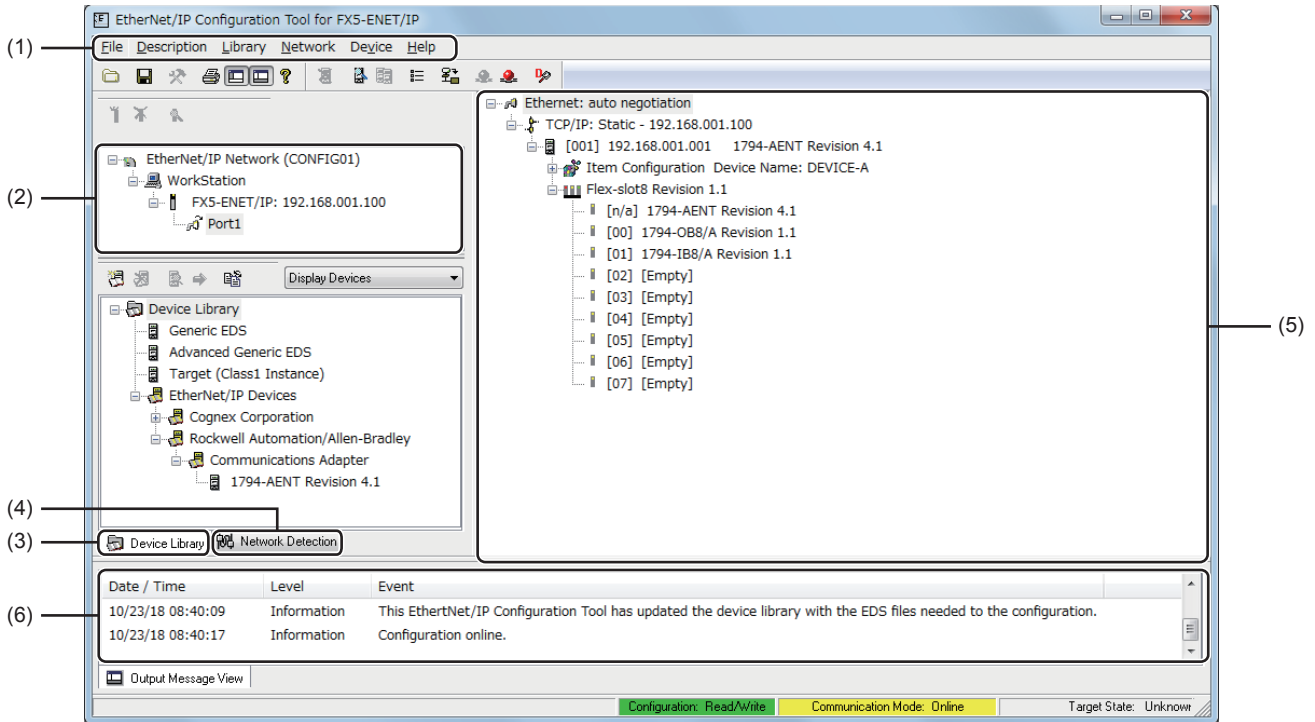 EtherNet/IP Configuration Tool for FX5-ENET/IP
(1)
File Description Library Network Device Help
(2)
EtherNet/IP Network (CONFIG01)
WorkStation
FX5-ENET/IP: 192.168.001.100
Port1
Display Devices
Device Library
Generic EDS
Advanced Generic EDS
Target (Class1 Instance)
EtherNet/IP Devices
Cognex Corporation
Rockwell Automation/Allen-Bradley
Communications Adapter
1794-AENT Revision 4.1
(4)
(3)
Device Library Network Detection
Ethernet: auto negotiation
TCP/IP: Static - 192.168.001.100
[001] 192.168.001.001 1794-AENT Revision 4.1
Item Configuration Device Name: DEVICE-A
Flex-slot8 Revision 1.1
[n/a] 1794-AENT Revision 4.1
[00] 1794-OB8/A Revision 1.1
[01] 1794-IB8/A Revision 1.1
[02] [Empty]
[03] [Empty]
[04] [Empty]
[05] [Empty]
[06] [Empty]
[07] [Empty]
(5)
(6)
Date / Time Level Event
10/23/18 08:40:09 Information This EthertNet/IP Configuration Tool has updated the device library with the EDS files needed to the configuration.
10/23/18 08:40:17 Information Configuration online.
Output Message View
Configuration: Read/Write Communication Mode: Online Target State: Unknow